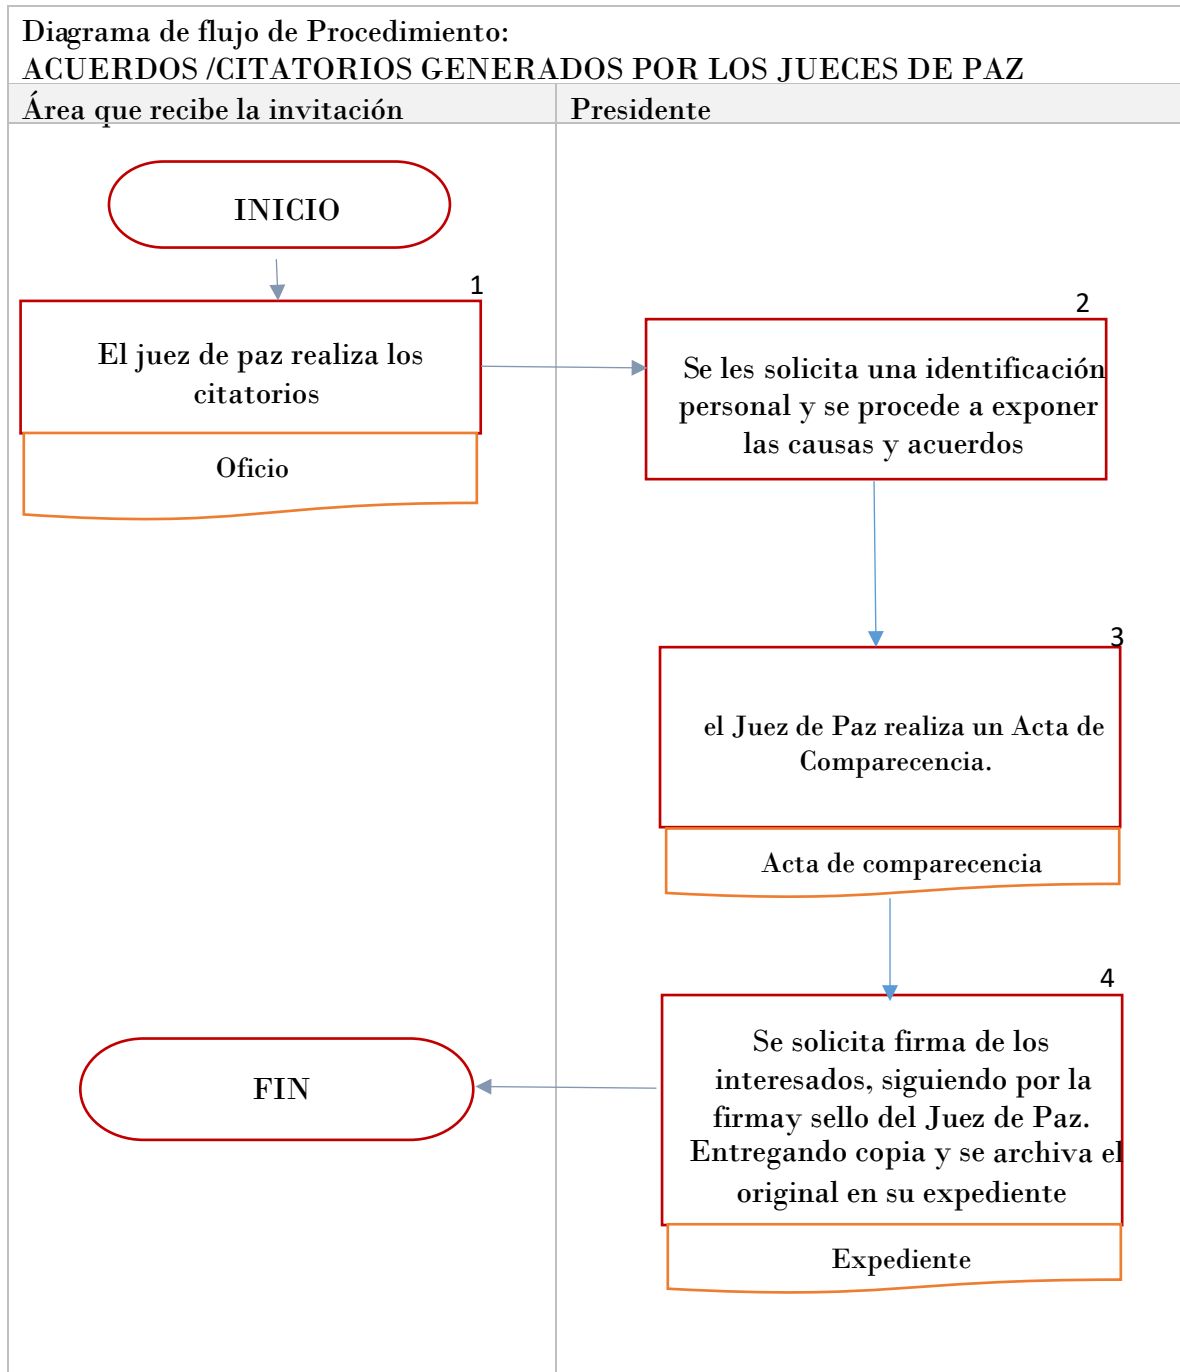 Diagrama de flujo de Procedimiento:
ACUERDOS /CITATORIOS GENERADOS POR LOS JUECES DE PAZ
Área que recibe la invitación
Presidente
INICIO
1
El juez de paz realiza los
citatorios
Oficio
2
Se les solicita una identificación
personal y se procede a exponer
las causas y acuerdos
3
el Juez de Paz realiza un Acta de
Comparecencia.
Acta de comparecencia
4
Se solicita firma de los
interesados, siguiendo por la
firmay sello del Juez de Paz.
Entregando copia y se archiva el
original en su expediente
Expediente
FIN